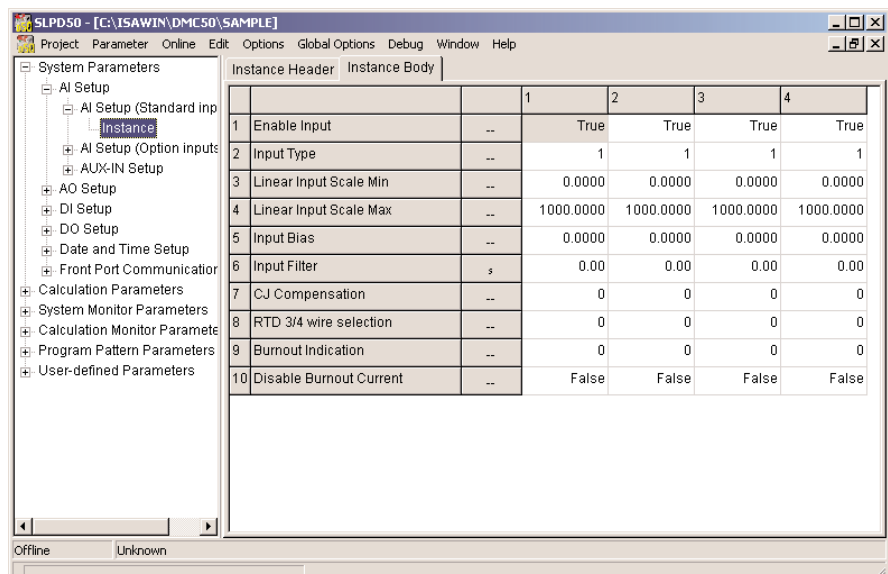 SLPD50 - [C:\ISAWIN\DMC50\SAMPLE]
Project Parameter Online Edit Options Global Options Debug Window Help
System Parameters
AI Setup
AI Setup (Standard inp
Instance
AI Setup (Option inputs
AUX-IN Setup
AO Setup
DI Setup
DO Setup
Date and Time Setup
Front Port Communication
Calculation Parameters
System Monitor Parameters
Calculation Monitor Paramete
Program Pattern Parameters
User-defined Parameters
Instance Header Instance Body
1 2 3 4
1 Enable Input -- True True True True
2 Input Type -- 1 1 1 1
3 Linear Input Scale Min -- 0.0000 0.0000 0.0000 0.0000
4 Linear Input Scale Max -- 1000.0000 1000.0000 1000.0000 1000.0000
5 Input Bias -- 0.0000 0.0000 0.0000 0.0000
6 Input Filter s 0.00 0.00 0.00 0.00
7 CJ Compensation -- 0 0 0 0
8 RTD 3/4 wire selection -- 0 0 0 0
9 Burnout Indication -- 0 0 0 0
10 Disable Burnout Current -- False False False False
Offline Unknown